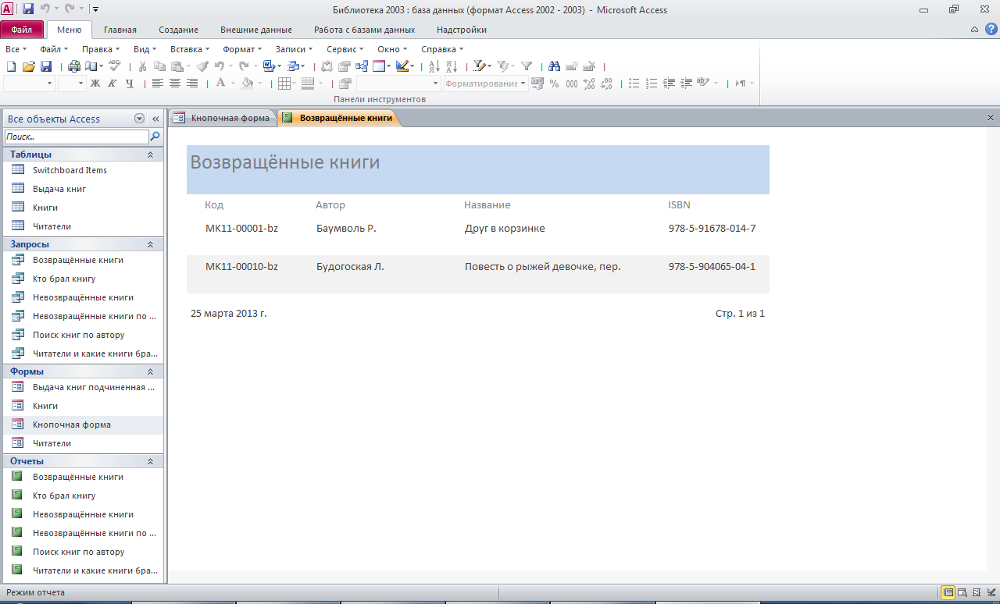 Библиотека 2003 : база данных (формат Access 2002 - 2003) - Microsoft Access
Файл Меню Главная Создание Внешние данные Работа с базами данных Надстройки
Все Файл Правка Вид Вставка Формат Записи Сервис Окно Справка
Ж К Ч Форматирование
Панели инструментов
Все объекты Access
Поиск...
Таблицы
Switchboard Items
Выдача книг
Книги
Читатели
Запросы
Возвращённые книги
Кто брал книгу
Невозвращённые книги
Невозвращённые книги по ...
Поиск книг по автору
Читатели и какие книги бра...
Формы
Выдача книг подчиненная ...
Книги
Кнопочная форма
Читатели
Отчеты
Возвращённые книги
Кто брал книгу
Невозвращённые книги
Невозвращённые книги по ...
Поиск книг по автору
Читатели и какие книги бра...
Кнопочная форма Возвращённые книги
Возвращённые книги
Код Автор Название ISBN
МК11-00001-bz Баумволь Р. Друг в корзинке 978-5-91678-014-7
МК11-00010-bz Будогоская Л. Повесть о рыжей девочке, пер. 978-5-904065-04-1
25 марта 2013 г. Стр. 1 из 1
Режим отчета